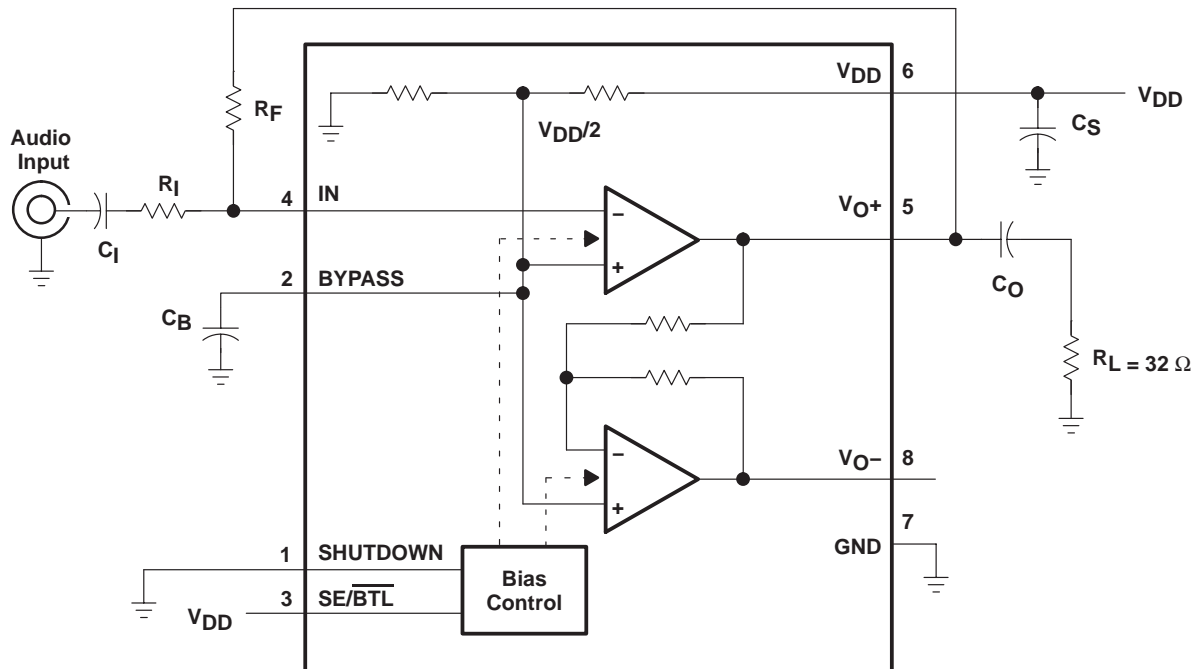 VDD 6
VDD
CS
RF
VDD/2
Audio
Input
RI
CI
4 IN
−
+
VO+ 5
CO
2 BYPASS
CB
RL = 32 Ω
−
+
VO− 8
7
GND
1 SHUTDOWN
3 SE/BTL
VDD
Bias
Control